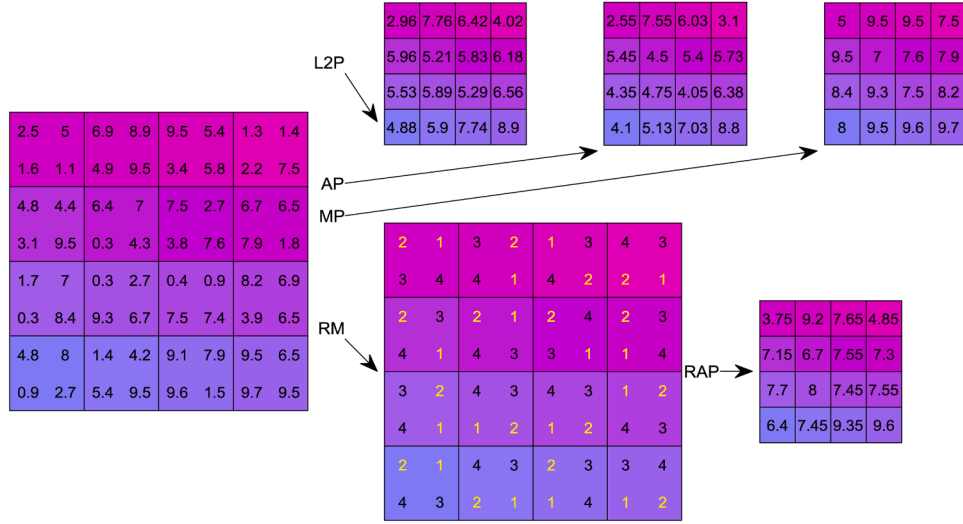 2.96 7.76 6.42 4.02
5.96 5.21 5.83 6.18
5.53 5.89 5.29 6.56
4.88 5.9 7.74 8.9
2.55 7.55 6.03 3.1
5.45 4.5 5.4 5.73
4.35 4.75 4.05 6.38
4.1 5.13 7.03 8.8
5 9.5 9.5 7.5
9.5 7 7.6 7.9
8.4 9.3 7.5 8.2
8 9.5 9.6 9.7
L2P
AP
MP
2.5 5 6.9 8.9 9.5 5.4 1.3 1.4
1.6 1.1 4.9 9.5 3.4 5.8 2.2 7.5
4.8 4.4 6.4 7 7.5 2.7 6.7 6.5
3.1 9.5 0.3 4.3 3.8 7.6 7.9 1.8
1.7 7 0.3 2.7 0.4 0.9 8.2 6.9
0.3 8.4 9.3 6.7 7.5 7.4 3.9 6.5
4.8 8 1.4 4.2 9.1 7.9 9.5 6.5
0.9 2.7 5.4 9.5 9.6 1.5 9.7 9.5
RM
2 1 3 2 1 3 4 3
3 4 4 1 4 2 2 1
2 3 2 1 2 4 2 3
4 1 4 3 3 1 1 4
3 2 4 3 4 3 1 2
4 1 1 2 1 2 4 3
2 1 4 3 2 3 3 4
4 3 2 1 1 4 1 2
RAP
3.75 9.2 7.65 4.85
7.15 6.7 7.55 7.3
7.7 8 7.45 7.55
6.4 7.45 9.35 9.6